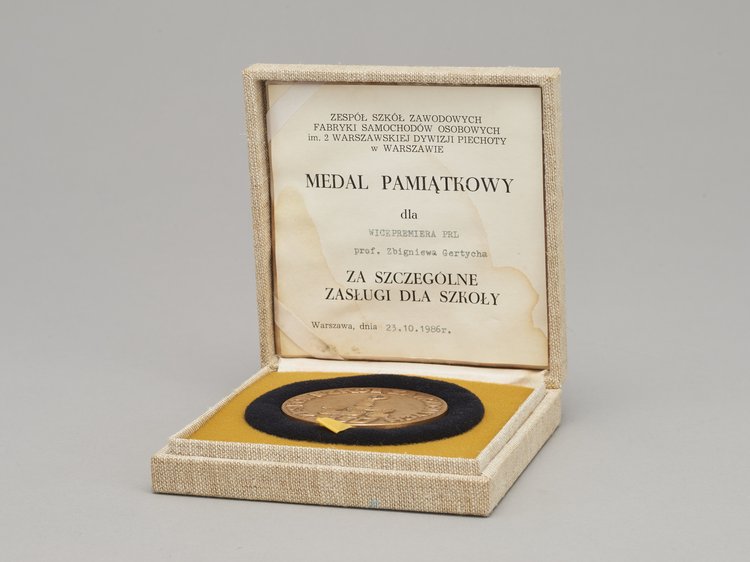 ZESPÓŁ SZKÓŁ ZAWODOWYCH
FABRYKI SAMOCHODÓW OSOBOWYCH
im. 2 WARSZAWSKIEJ DYWIZJI PIECHOTY
w WARSZAWIE
MEDAL PAMIĄTKOWY
dla
WICEPREMIERA PRL
prof. Zbigniewa Gertycha
ZA SZCZEGÓLNE
ZASŁUGI DLA SZKOŁY
Warszawa, dnia 23.10.1986r.